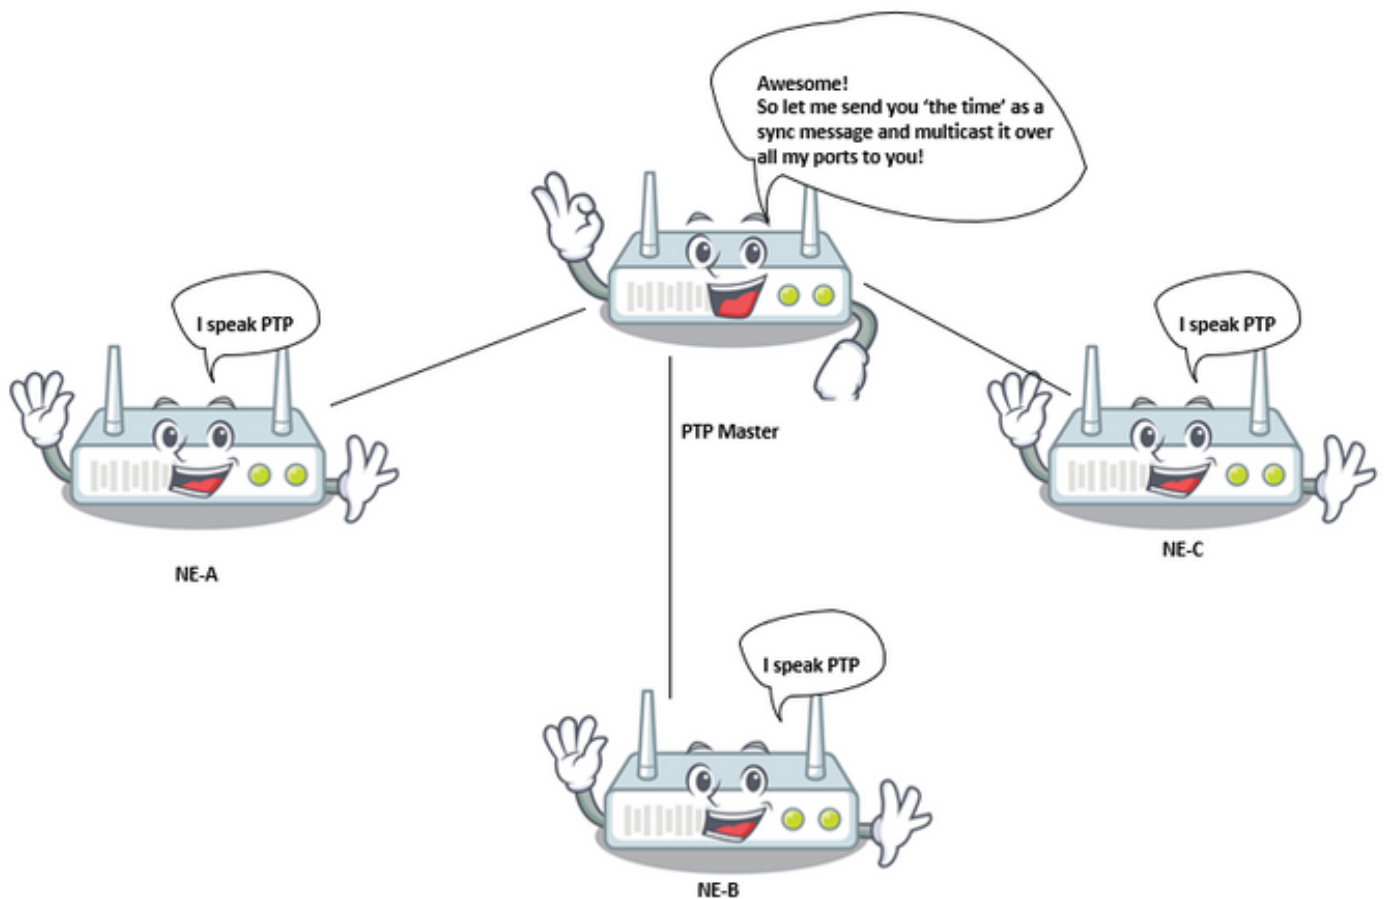 Awesome!
So let me send you ‘the time’ as a
sync message and multicast it over
all my ports to you!
I speak PTP
I speak PTP
PTP Master
NE-C
NE-A
I speak PTP
NE-B